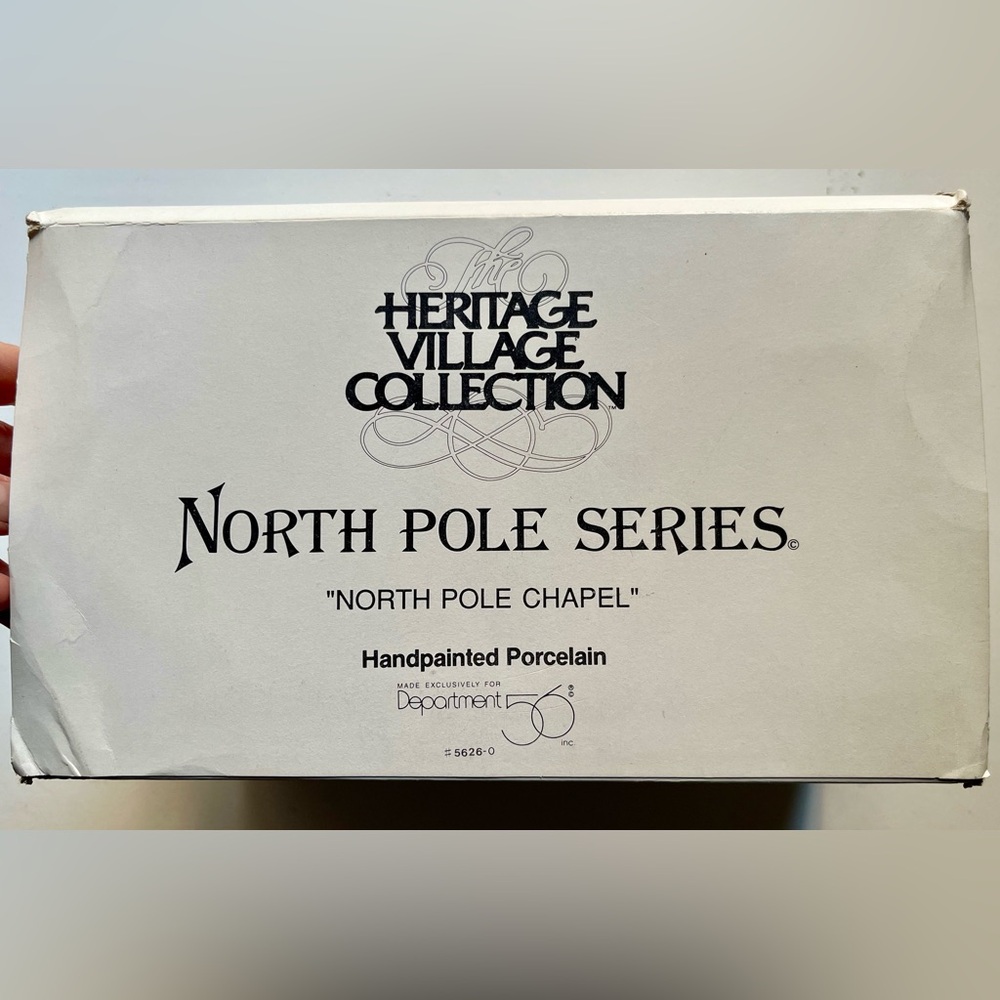 The
HERITAGE
VILLAGE
COLLECTION™
NORTH POLE SERIES©
"NORTH POLE CHAPEL"
Handpainted Porcelain
MADE EXCLUSIVELY FOR
Department 56 ® © inc.
#5626-0